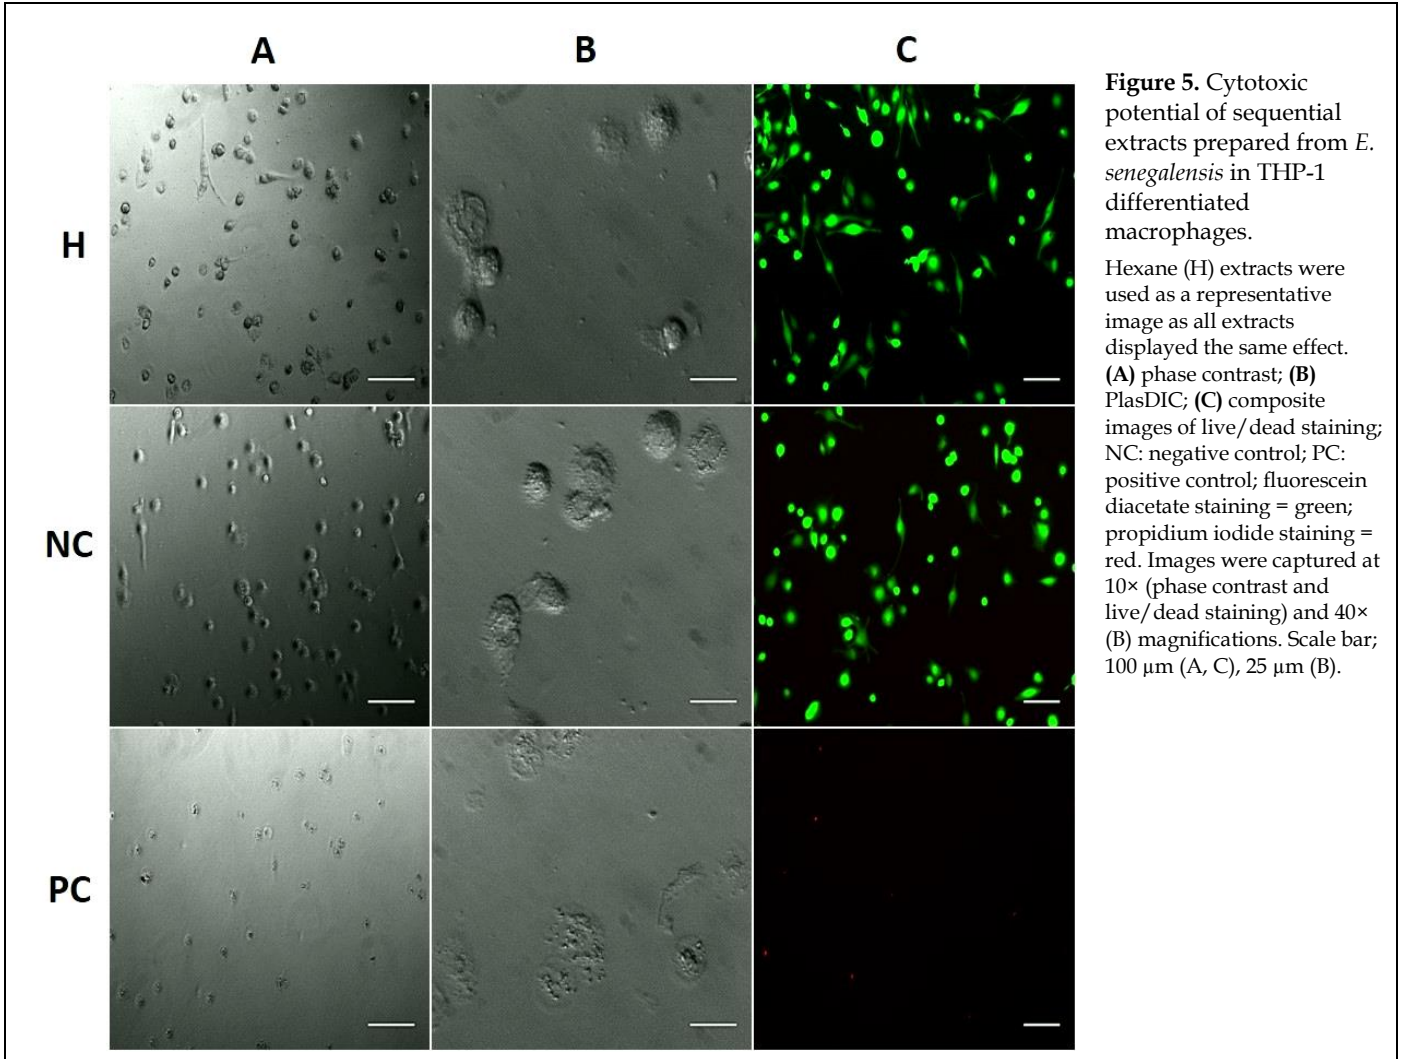 A B C
H
NC
PC
Figure 5. Cytotoxic
potential of sequential
extracts prepared from E.
senegalensis in THP-1
differentiated
macrophages.
Hexane (H) extracts were
used as a representative
image as all extracts
displayed the same effect.
(A) phase contrast; (B)
PlasDIC; (C) composite
images of live/dead staining;
NC: negative control; PC:
positive control; fluorescein
diacetate staining = green;
propidium iodide staining =
red. Images were captured at
10× (phase contrast and
live/dead staining) and 40×
(B) magnifications. Scale bar;
100 µm (A, C), 25 µm (B).